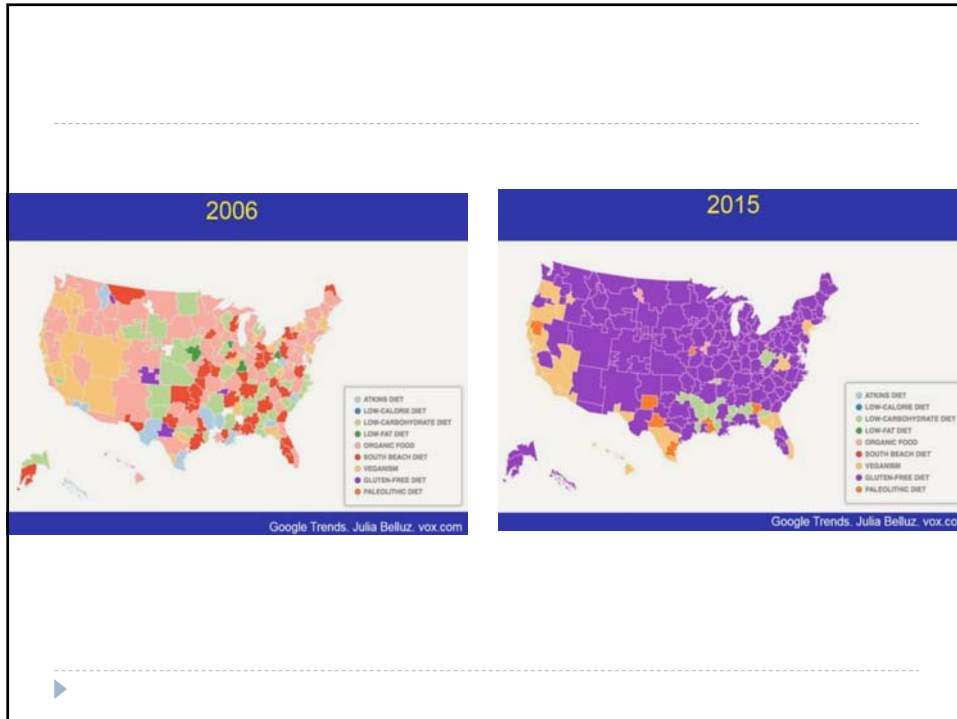 2006
ATKINS DIET
LOW-CALORIE DIET
LOW-CARBOHYDRATE DIET
LOW-FAT DIET
ORGANIC FOOD
SOUTH BEACH DIET
VEGANISM
GLUTEN-FREE DIET
PALEOLITHIC DIET
Google Trends. Julia Belluz. vox.com
2015
ATKINS DIET
LOW-CALORIE DIET
LOW-CARBOHYDRATE DIET
LOW-FAT DIET
ORGANIC FOOD
SOUTH BEACH DIET
VEGANISM
GLUTEN-FREE DIET
PALEOLITHIC DIET
Google Trends. Julia Belluz. vox.co